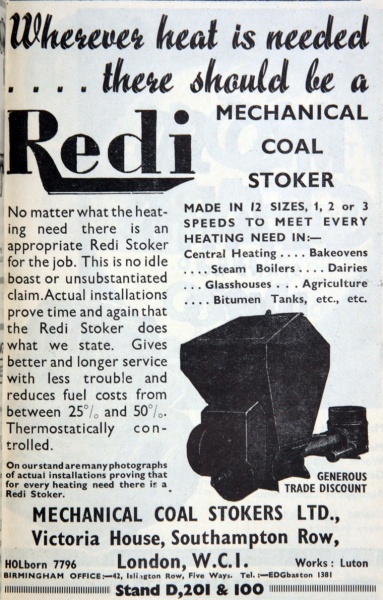 Wherever heat is needed
.... there should be a
Redi
MECHANICAL
COAL
STOKER
No matter what the heat-
ing need there is an
appropriate Redi Stoker
for the job. This is no idle
boast or unsubstantiated
claim. Actual installations
prove time and again that
the Redi Stoker does
what we state. Gives
better and longer service
with less trouble and
reduces fuel costs from
between 25°/o and 50°/o.
Thermostatically con-
trolled.
On our stand are many photographs
of actual installations proving that
for every heating need there is a
Redi Stoker.
MADE IN 12 SIZES, 1, 2 or 3
SPEEDS TO MEET EVERY
HEATING NEED IN:—
Central Heating .... Bakeovens
.... Steam Boilers .... Dairies
... Glasshouses ... Agriculture
.... Bitumen Tanks, etc., etc.
GENEROUS
TRADE DISCOUNT
MECHANICAL COAL STOKERS LTD.,
Victoria House, Southampton Row,
HOLborn 7796 London, W.C.1. Works: Luton
BIRMINGHAM OFFICE:—42, Islington Row, Five Ways. Tel.:—EDGbaston 1381
Stand D,201 & 100